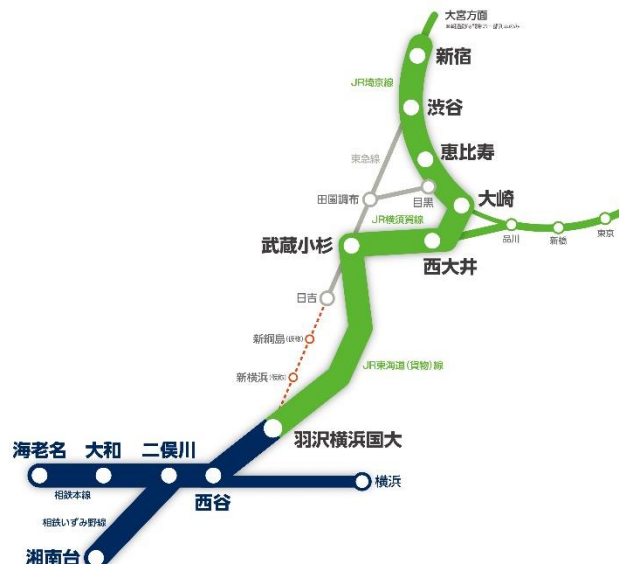 大宮方面
新宿
JR埼京線
渋谷
東急線
恵比寿
田園調布
目黒
大崎
JR横須賀線
武蔵小杉
西大井
品川
新橋
東京
日吉
新綱島(仮称)
新横浜(仮称)
JR東海道(貨物)線
羽沢横浜国大
海老名
大和
二俣川
西谷
横浜
相鉄本線
相鉄いずみ野線
湘南台